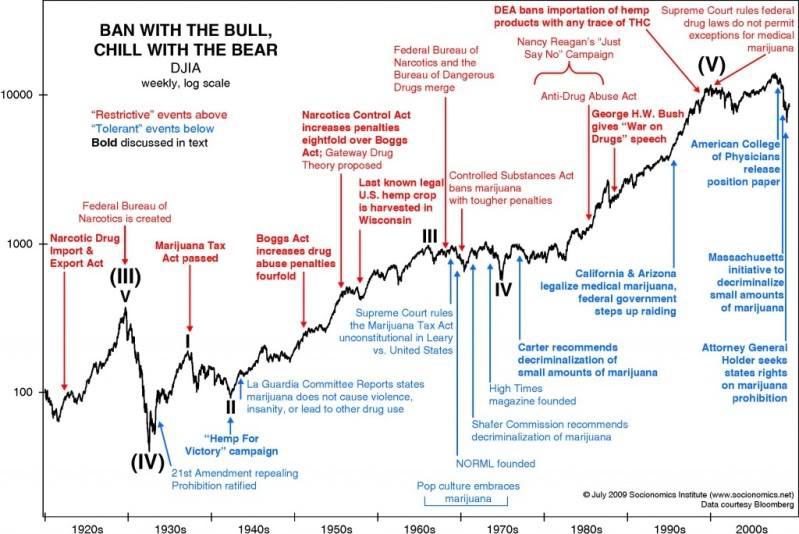 BAN WITH THE BULL,
CHILL WITH THE BEAR
DJIA
weekly, log scale
"Restrictive" events above
"Tolerant" events below
Bold discussed in text
10000
1000
100
Federal Bureau of
Narcotics is created
Narcotic Drug
Import &
Export Act
(III)
V
Marijuana Tax
Act passed
I
(IV)
21st Amendment repealing
Prohibition ratified
II
"Hemp For
Victory" campaign
La Guardia Committee Reports states
marijuana does not cause violence,
insanity, or lead to other drug use
Boggs Act
increases drug
abuse penalties
fourfold
Narcotics Control Act
increases penalties
eightfold over Boggs
Act; Gateway Drug
Theory proposed
Last known legal
U.S. hemp crop
is harvested in
Wisconsin
Federal Bureau of
Narcotics and the
Bureau of Dangerous
Drugs merge
III
Controlled Substances Act
bans marijuana
with tougher penalties
Supreme Court rules
the Marijuana Tax Act
unconstitutional in Leary
vs. United States
IV
Carter recommends
decriminalization of
small amounts of marijuana
High Times
magazine founded
Shafer Commission recommends
decriminalization of marijuana
NORML founded
Pop culture embraces
marijuana
Nancy Reagan's "Just
Say No" Campaign
Anti-Drug Abuse Act
George H.W. Bush
gives "War on
Drugs" speech
DEA bans importation of hemp
products with any trace of THC
(V)
Supreme Court rules federal
drug laws do not permit
exceptions for medical
marijuana
California & Arizona
legalize medical marijuana,
federal government
steps up raiding
American College
of Physicians
release
position paper
Massachusetts
initiative to
decriminalize
small amounts
of marijuana
Attorney General
Holder seeks
states rights
on marijuana
prohibition
© July 2009 Socionomics Institute (www.socionomics.net)
Data courtesy Bloomberg
1920s
1930s
1940s
1950s
1960s
1970s
1980s
1990s
2000s